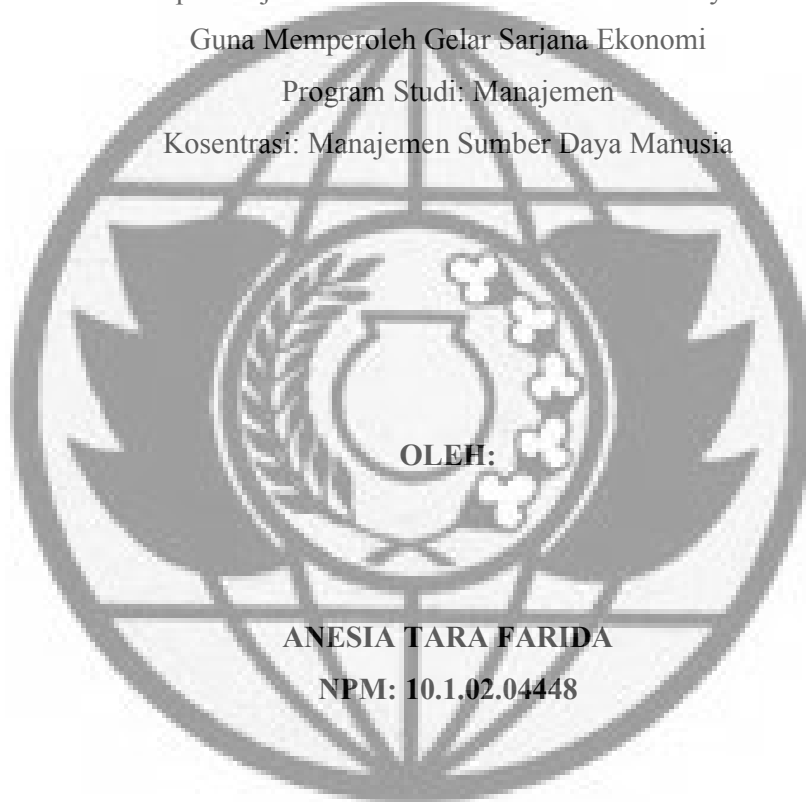 Guna Memperoleh Gelar Sarjana Ekonomi
Program Studi: Manajemen
Kosentrasi: Manajemen Sumber Daya Manusia
OLEH:
ANESIA TARA FARIDA
NPM: 10.1.02.04448